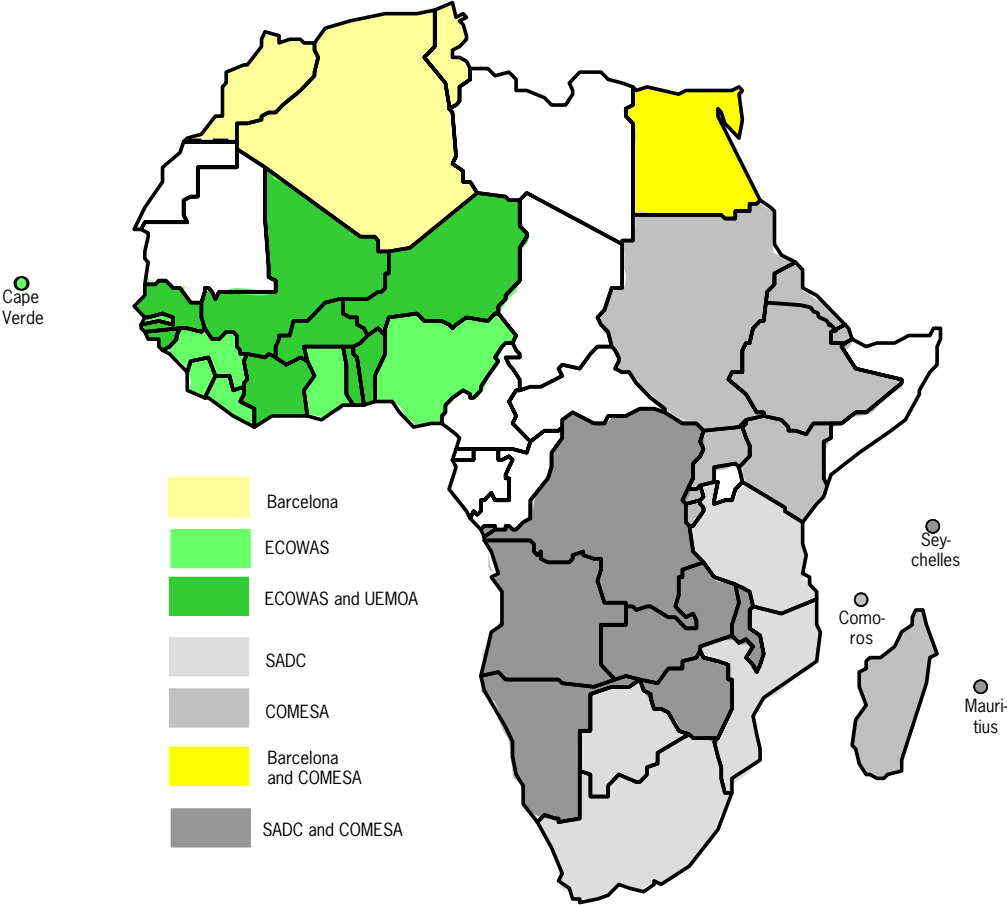 Cape
Verde
Barcelona
ECOWAS
ECOWAS and UEMOA
SADC
COMESA
Barcelona
and COMESA
SADC and COMESA
Sey-
chelles
Como-
ros
Mauri-
tius